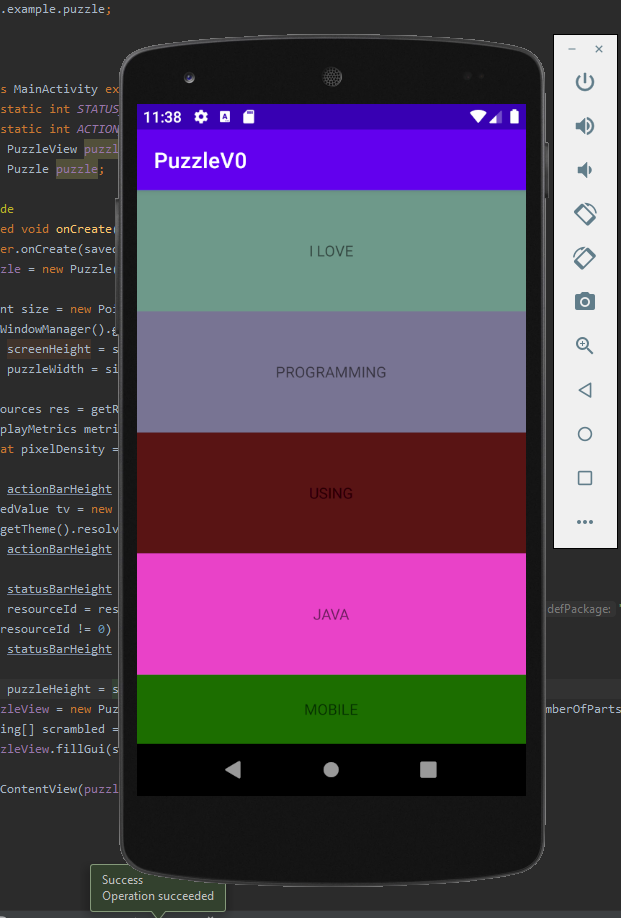 .example.puzzle;
s MainActivity ex
static int STATUS
static int ACTION
PuzzleView puzzl
Puzzle puzzle;
de
ed void onCreate(
er.onCreate(saved
zle = new Puzzle(
nt size = new Poi
WindowManager().g
screenHeight = s
puzzleWidth = si
ources res = getR
playMetrics metri
at pixelDensity =
actionBarHeight
edValue tv = new
getTheme().resolv
actionBarHeight
statusBarHeight
resourceId = res
defPackage:
resourceId != 0)
statusBarHeight
puzzleHeight = s
zleView = new Puz
mberOfParts
ing[] scrambled =
zleView.fillGui(s
ContentView(puzzl
11:38
A
PuzzleV0
I LOVE
PROGRAMMING
USING
JAVA
MOBILE
Success
Operation succeeded